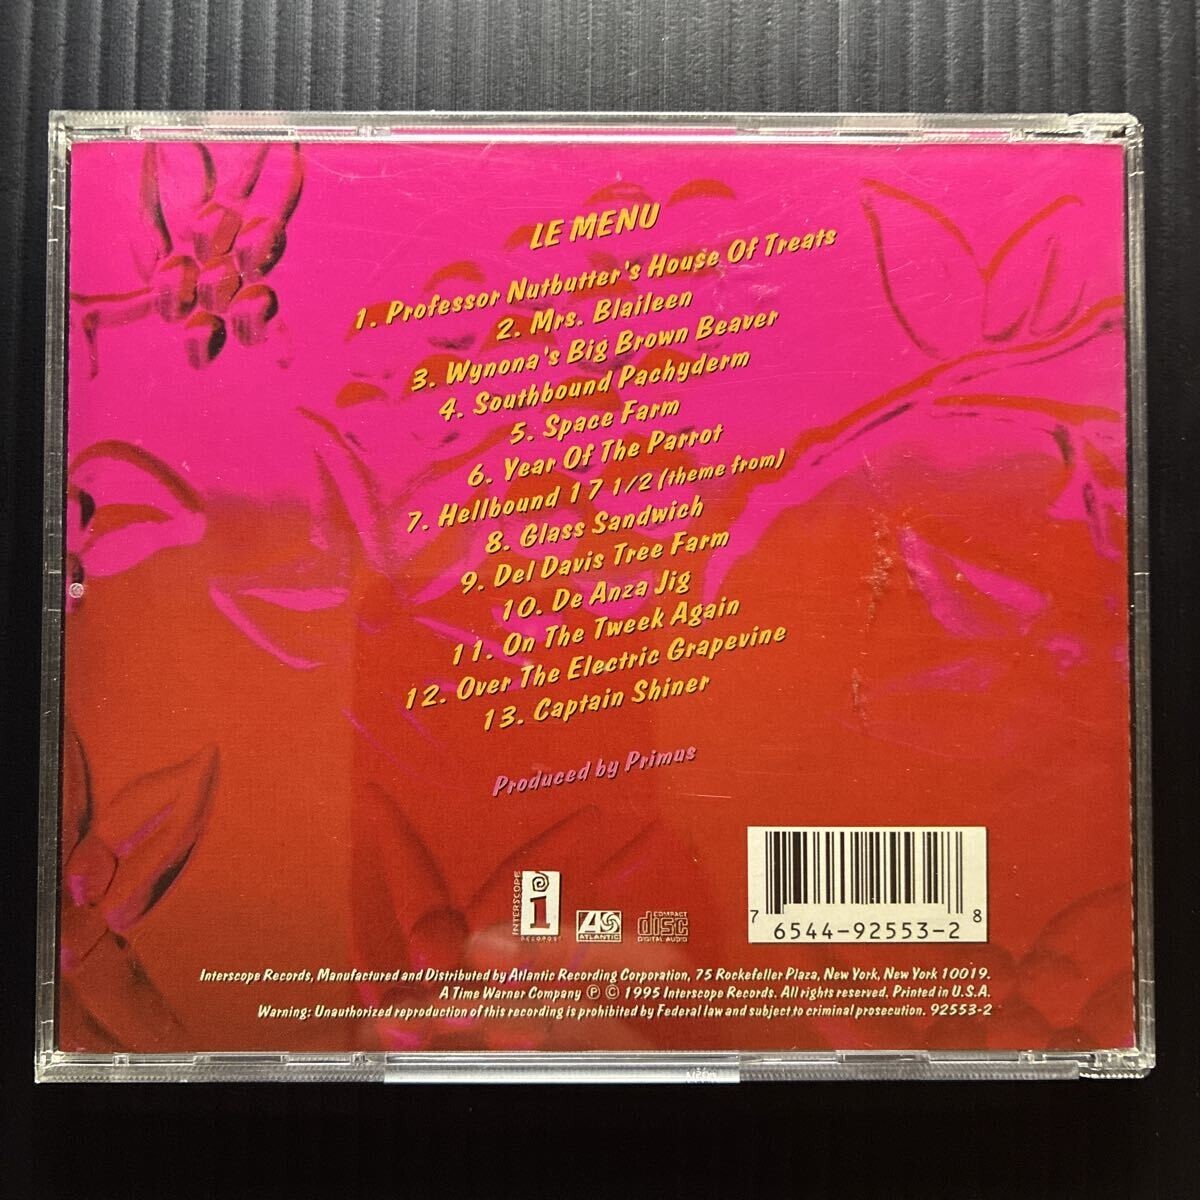 LE MENU
1. Professor Nutbutter's House Of Treats
2. Mrs. Blaileen
3. Wynona's Big Brown Beaver
4. Southbound Pachyderm
5. Space Farm
6. Year Of The Parrot
7. Hellbound 17 1/2 (theme from)
8. Glass Sandwich
9. Del Davis Tree Farm
10. De Anza Jig
11. On The Tweek Again
12. Over The Electric Grapevine
13. Captain Shiner
Produced by Primus
INTERSCOPE
i
RECORDS
ATLANTIC
COMPACT
disc
DIGITAL AUDIO
7 6544-92553-2 8
Interscope Records, Manufactured and Distributed by Atlantic Recording Corporation, 75 Rockefeller Plaza, New York, New York 10019.
A Time Warner Company ℗ © 1995 Interscope Records. All rights reserved. Printed in U.S.A.
Warning: Unauthorized reproduction of this recording is prohibited by Federal law and subject to criminal prosecution. 92553-2